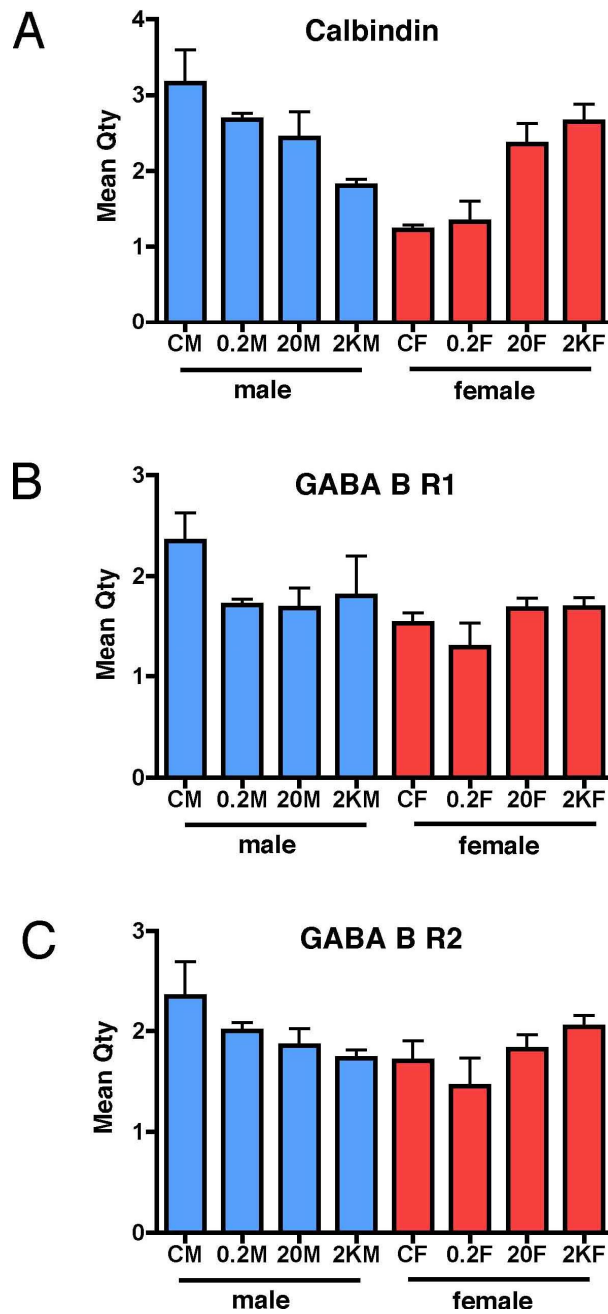 A
Calbindin
Mean Qty
4
3
2
1
0
CM 0.2M 20M 2KM CF 0.2F 20F 2KF
male female
B
GABA B R1
Mean Qty
3
2
1
0
CM 0.2M 20M 2KM CF 0.2F 20F 2KF
male female
C
GABA B R2
Mean Qty
3
2
1
0
CM 0.2M 20M 2KM CF 0.2F 20F 2KF
male female